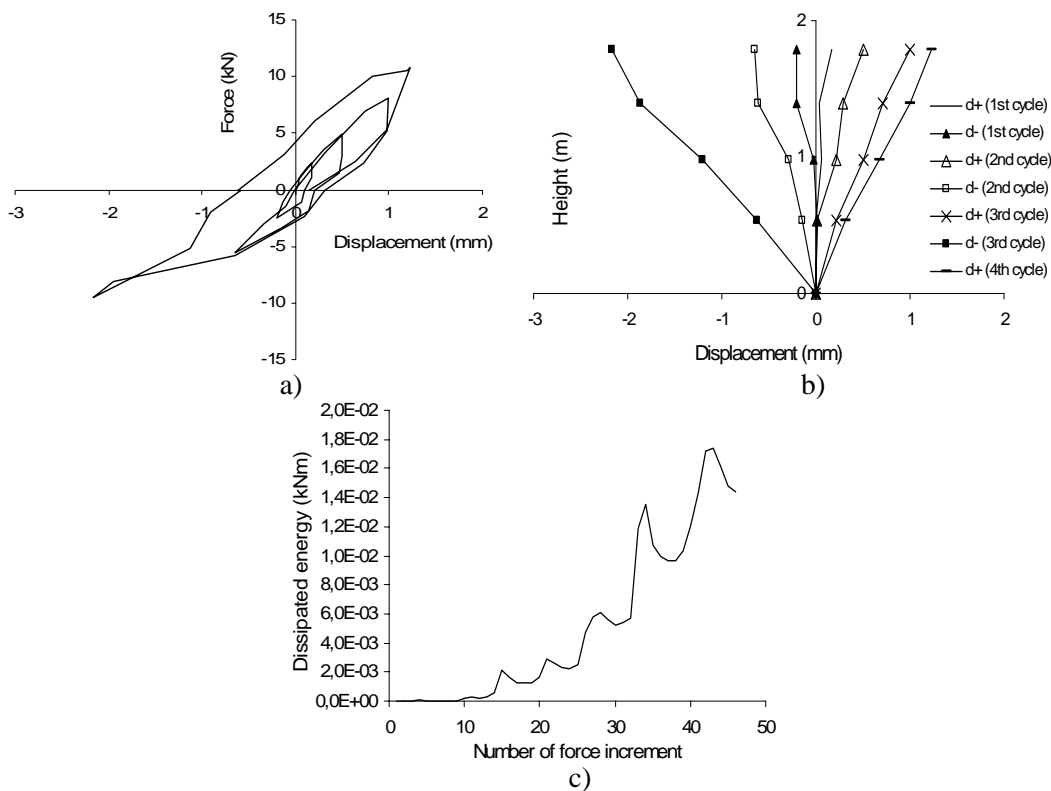 Force (kN)
15
10
5
0
-5
-10
-15
-3
-2
-1
0
1
2
Displacement (mm)
a)
Height (m)
2
1
0
-3
-2
-1
0
1
2
Displacement (mm)
d+ (1st cycle)
d- (1st cycle)
d+ (2nd cycle)
d- (2nd cycle)
d+ (3rd cycle)
d- (3rd cycle)
d+ (4th cycle)
b)
Dissipated energy (kNm)
2,0E-02
1,8E-02
1,6E-02
1,4E-02
1,2E-02
1,0E-02
8,0E-03
6,0E-03
4,0E-03
2,0E-03
0,0E+00
0
10
20
30
40
50
Number of force increment
c)